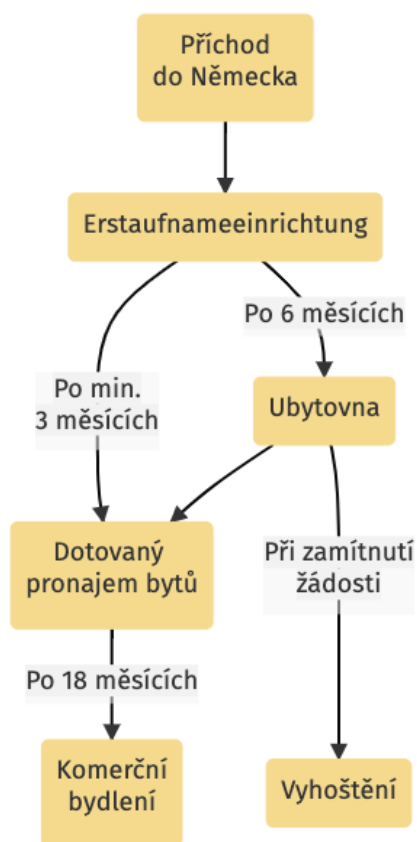 Příchod
do Německa
Erstaufnameeinrichtung
Po 6 měsících
Po min.
3 měsících
Ubytovna
Dotovaný
pronajem bytů
Při zamítnutí
žádosti
Po 18 měsících
Komerční
bydlení
Vyhoštění